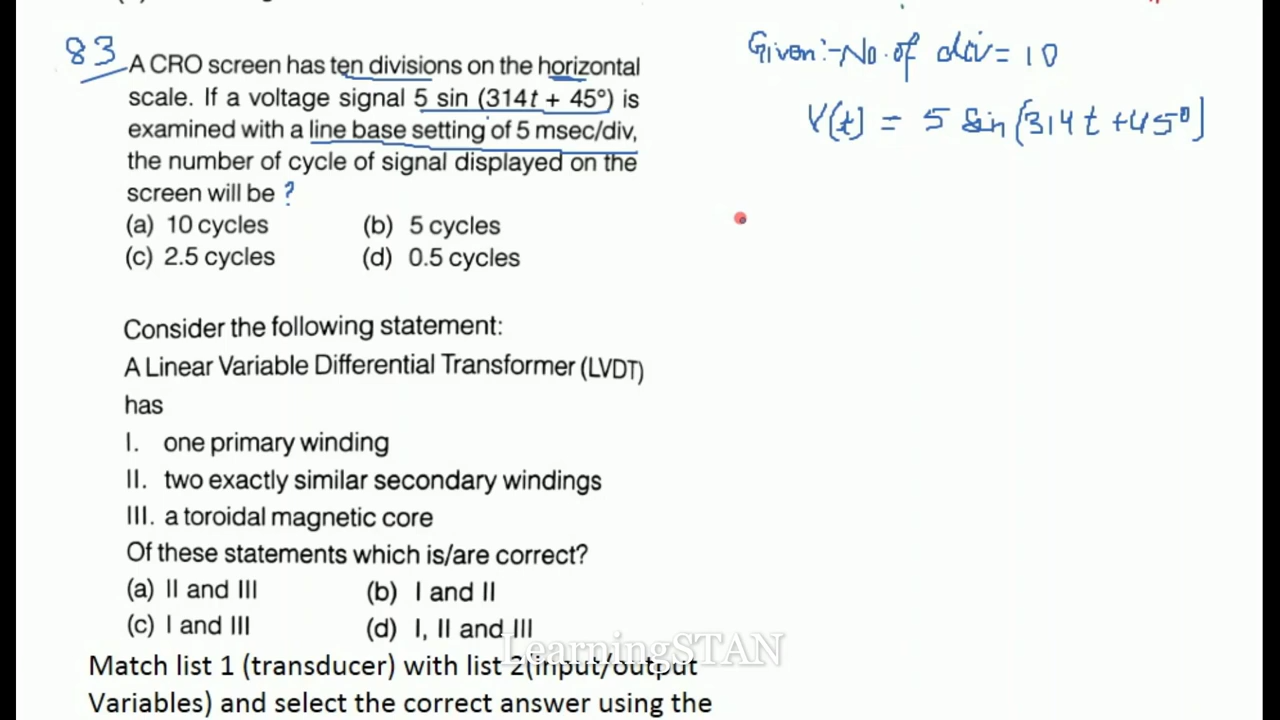 83
A CRO screen has ten divisions on the horizontal
scale. If a voltage signal 5 sin (314t + 45°) is
examined with a line base setting of 5 msec/div,
the number of cycle of signal displayed on the
screen will be ?
(a) 10 cycles (b) 5 cycles
(c) 2.5 cycles (d) 0.5 cycles
Given:-No. of div = 10
V(t) = 5 Sin(314t+45°)
Consider the following statement:
A Linear Variable Differential Transformer (LVDT)
has
I. one primary winding
II. two exactly similar secondary windings
III. a toroidal magnetic core
Of these statements which is/are correct?
(a) II and III (b) I and II
(c) I and III (d) I, II and III
LearningSTAN
Match list 1 (transducer) with list 2(input/output
Variables) and select the correct answer using the